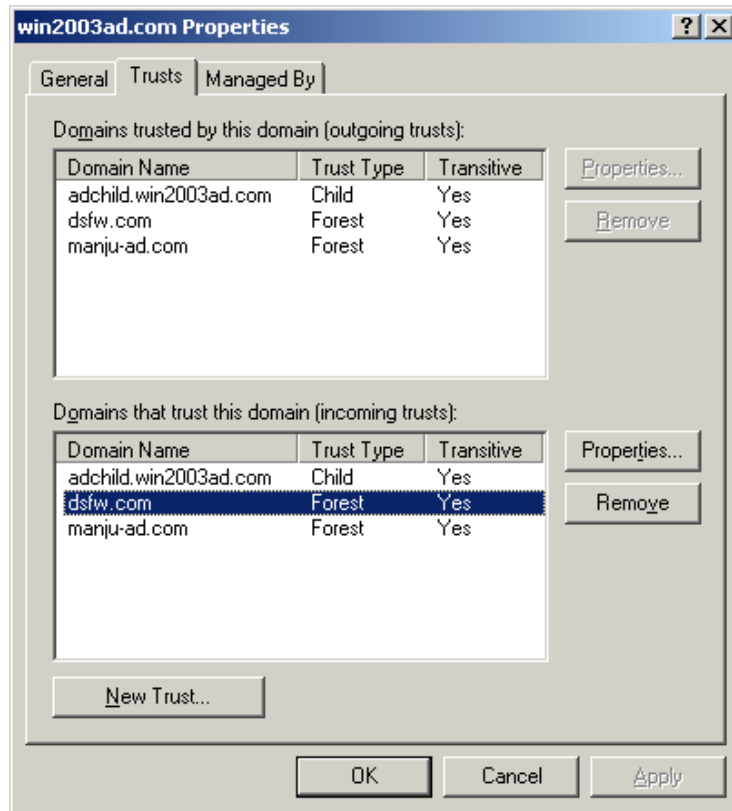 win2003ad.com Properties
General Trusts Managed By
Domains trusted by this domain (outgoing trusts):
Domain Name Trust Type Transitive
adchild.win2003ad.com Child Yes
dsfw.com Forest Yes
manju-ad.com Forest Yes
Properties...
Remove
Domains that trust this domain (incoming trusts):
Domain Name Trust Type Transitive
adchild.win2003ad.com Child Yes
dsfw.com Forest Yes
manju-ad.com Forest Yes
Properties...
Remove
New Trust...
OK Cancel Apply